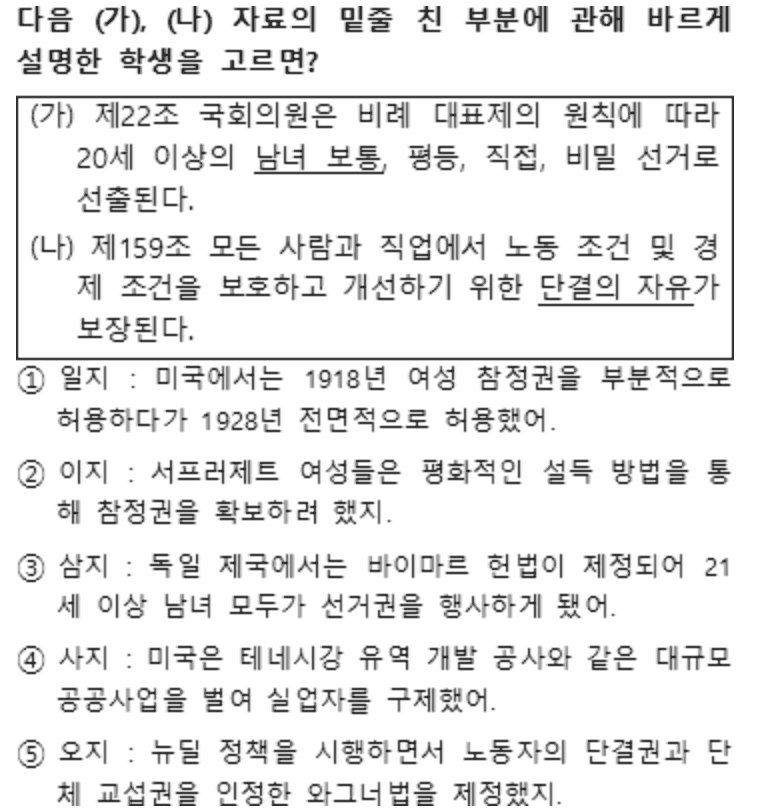 다음 (가), (나) 자료의 밑줄 친 부분에 관해 바르게
설명한 학생을 고르면?
(가) 제22조 국회의원은 비례 대표제의 원칙에 따라
20세 이상의 남녀 보통, 평등, 직접, 비밀 선거로
선출된다.
(나) 제159조 모든 사람과 직업에서 노동 조건 및 경
제 조건을 보호하고 개선하기 위한 단결의 자유가
보장된다.
① 일지 : 미국에서는 1918년 여성 참정권을 부분적으로
허용하다가 1928년 전면적으로 허용했어.
② 이지 : 서프러제트 여성들은 평화적인 설득 방법을 통
해 참정권을 확보하려 했지.
③ 삼지 : 독일 제국에서는 바이마르 헌법이 제정되어 21
세 이상 남녀 모두가 선거권을 행사하게 됐어.
④ 사지 : 미국은 테네시강 유역 개발 공사와 같은 대규모
공공사업을 벌여 실업자를 구제했어.
⑤ 오지 : 뉴딜 정책을 시행하면서 노동자의 단결권과 단
체 교섭권을 인정한 와그너법을 제정했지.